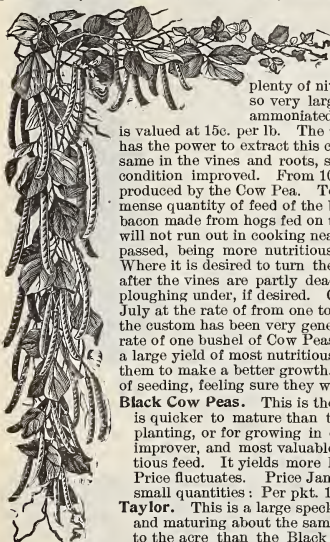 plenty of ni
so very larg
ammoniated
is valued at 15c. per lb. The
has the power to extract this c
same in the vines and roots, s
condition improved. From 10
produced by the Cow Pea. To
mense quantity of feed of the b
bacon made from hogs fed on t
will not run out in cooking nea
passed, being more nutritious
Where it is desired to turn the
after the vines are partly dea
ploughing under, if desired. C
July at the rate of from one to
the custom has been very gene
rate of one bushel of Cow Peas
a large yield of most nutritious
them to make a better growth.
of seeding, feeling sure they w
Black Cow Peas. This is the
is quicker to mature than t
planting, or for growing in
improver, and most valuable
tious feed. It yields more
Price fluctuates. Price Jan
small quantities: Per pkt. 1
Taylor. This is a large speck
and maturing about the sam
to the acre than the Black